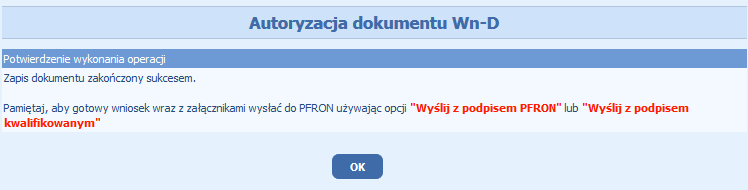 Autoryzacja dokumentu Wn-D
Potwierdzenie wykonania operacji
Zapis dokumentu zakończony sukcesem.
Pamiętaj, aby gotowy wniosek wraz z załącznikami wysłać do PFRON używając opcji "Wyślij z podpisem PFRON" lub "Wyślij z podpisem
kwalifikowanym"
OK